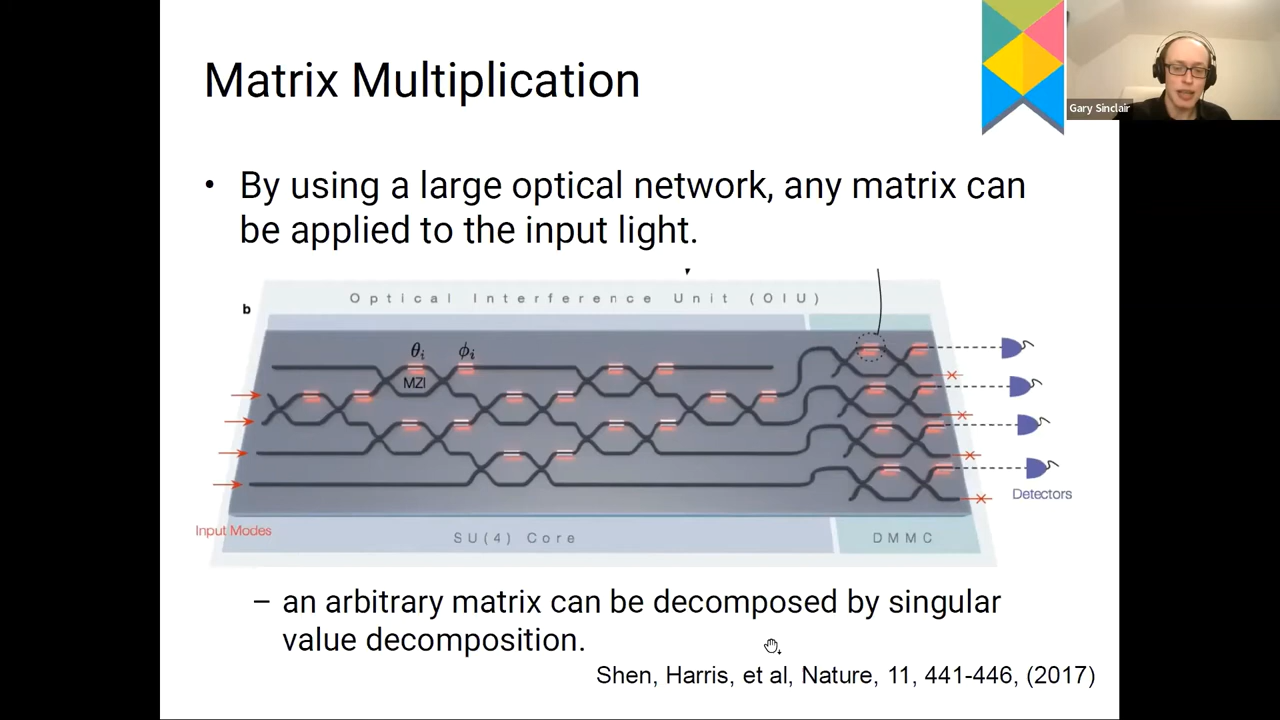 Matrix Multiplication
Gary Sinclair
• By using a large optical network, any matrix can
be applied to the input light.
b
Optical Interference Unit (OIU)
θi ϕi
MZI
Detectors
Input Modes
SU(4) Core
DMMC
– an arbitrary matrix can be decomposed by singular
value decomposition.
Shen, Harris, et al, Nature, 11, 441-446, (2017)